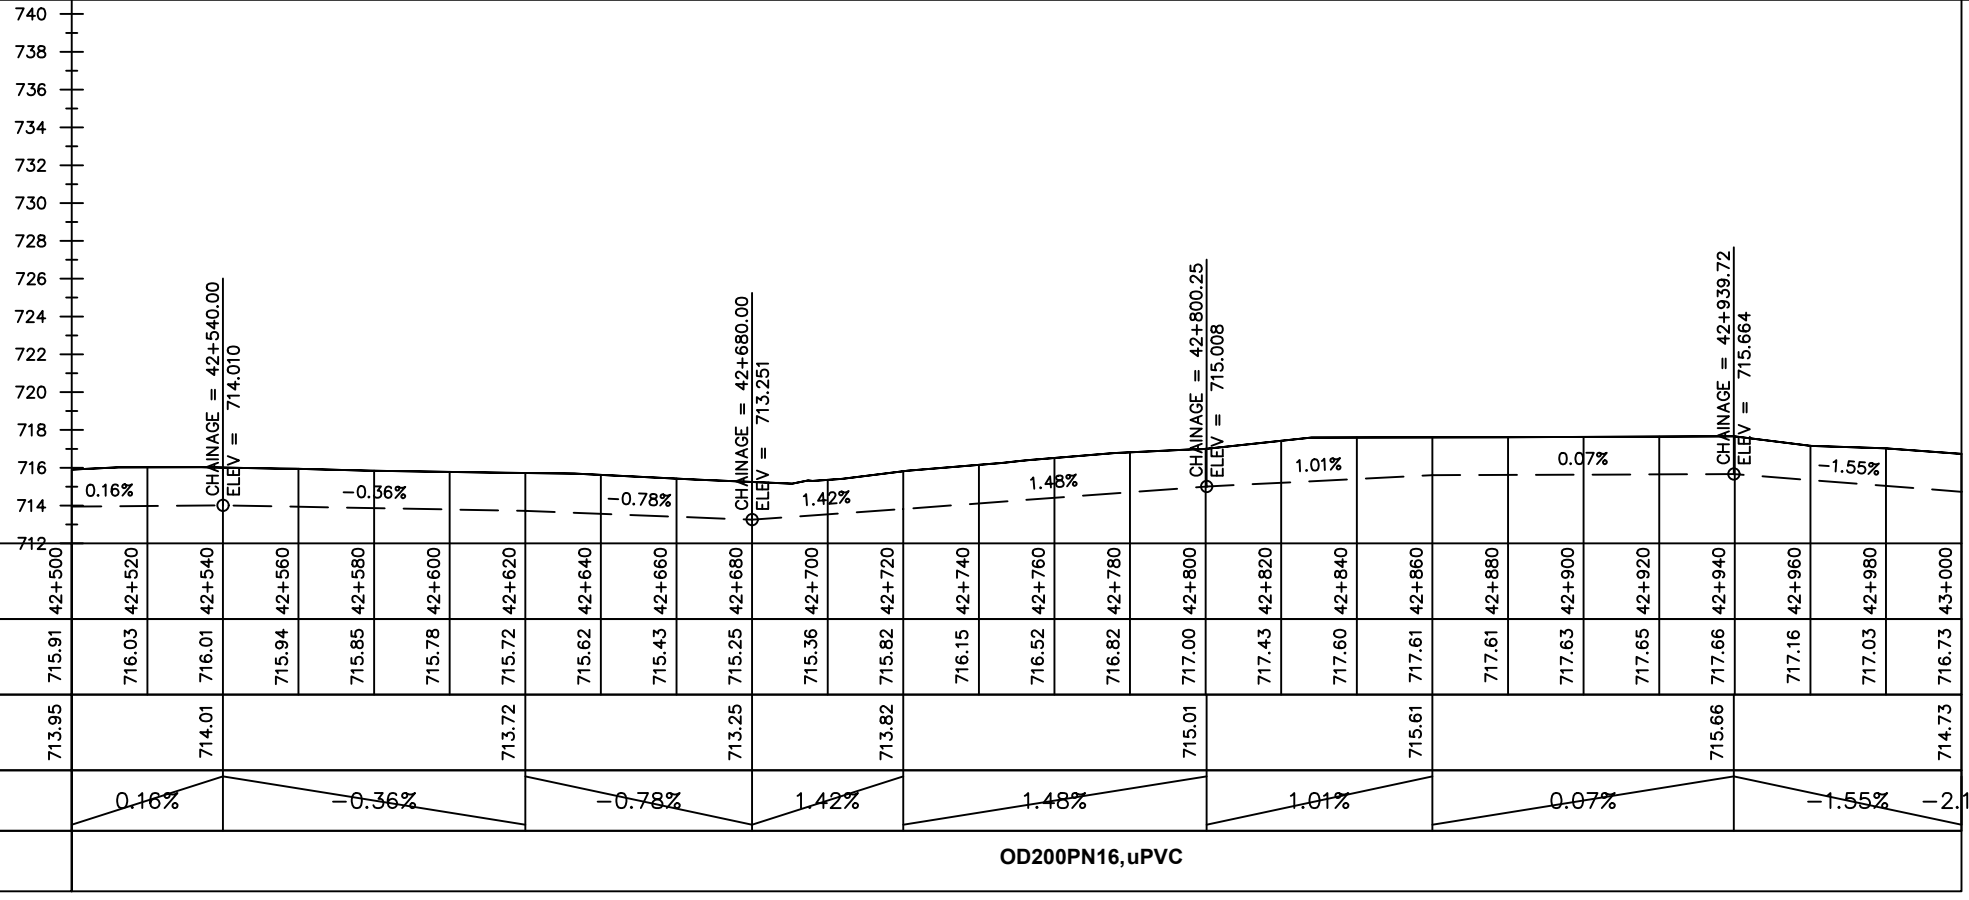 740
738
736
734
732
730
728
726
724
722
720
718
716
714
712
CHAINAGE = 42+540.00
ELEV = 714.010
CHAINAGE = 42+680.00
ELEV = 713.251
CHAINAGE = 42+800.25
ELEV = 715.008
CHAINAGE = 42+939.72
ELEV = 715.664
0.16% -0.36% -0.78% 1.42% 1.48% 1.01% 0.07% -1.55%
42+500 42+520 42+540 42+560 42+580 42+600 42+620 42+640 42+660 42+680 42+700 42+720 42+740 42+760 42+780 42+800 42+820 42+840 42+860 42+880 42+900 42+920 42+940 42+960 42+980 43+000
715.91 716.03 716.01 715.94 715.85 715.78 715.72 715.62 715.43 715.25 715.36 715.82 716.15 716.52 716.82 717.00 717.43 717.60 717.61 717.61 717.63 717.65 717.66 717.16 717.03 716.73
713.95 714.01 713.72 713.25 713.82 715.01 715.61 715.66 714.73
0.16% -0.36% -0.78% 1.42% 1.48% 1.01% 0.07% -1.55% -2.1
OD200PN16,uPVC